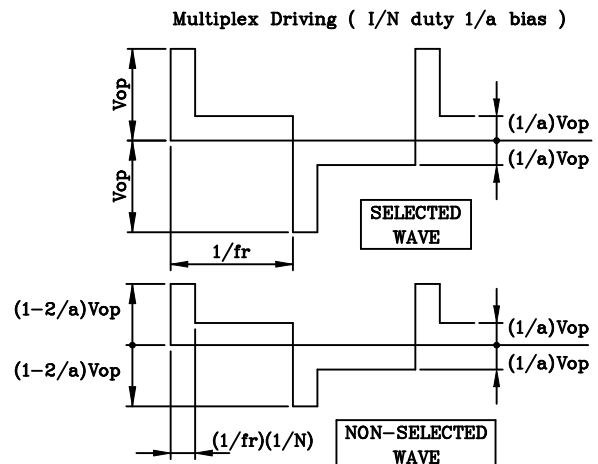 Multiplex Driving ( I/N duty 1/a bias )
Vop
(1/a)Vop
(1/a)Vop
Vop
SELECTED
WAVE
1/fr
(1-2/a)Vop
(1/a)Vop
(1-2/a)Vop
(1/a)Vop
(1/fr)(1/N)
NON-SELECTED
WAVE